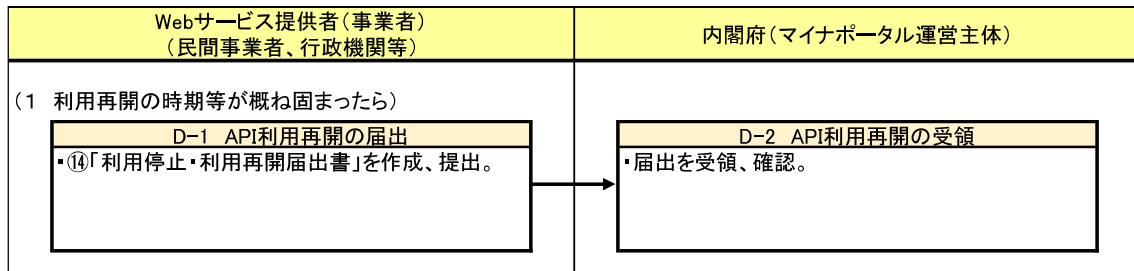 Webサービス提供者（事業者）
（民間事業者、行政機関等）
内閣府（マイナポータル運営主体）
（１　利用再開の時期等が概ね固まったら）
D-1　API利用再開の届出
・⑭「利用停止・利用再開届出書」を作成、提出。
D-2　API利用再開の受領
・届出を受領、確認。